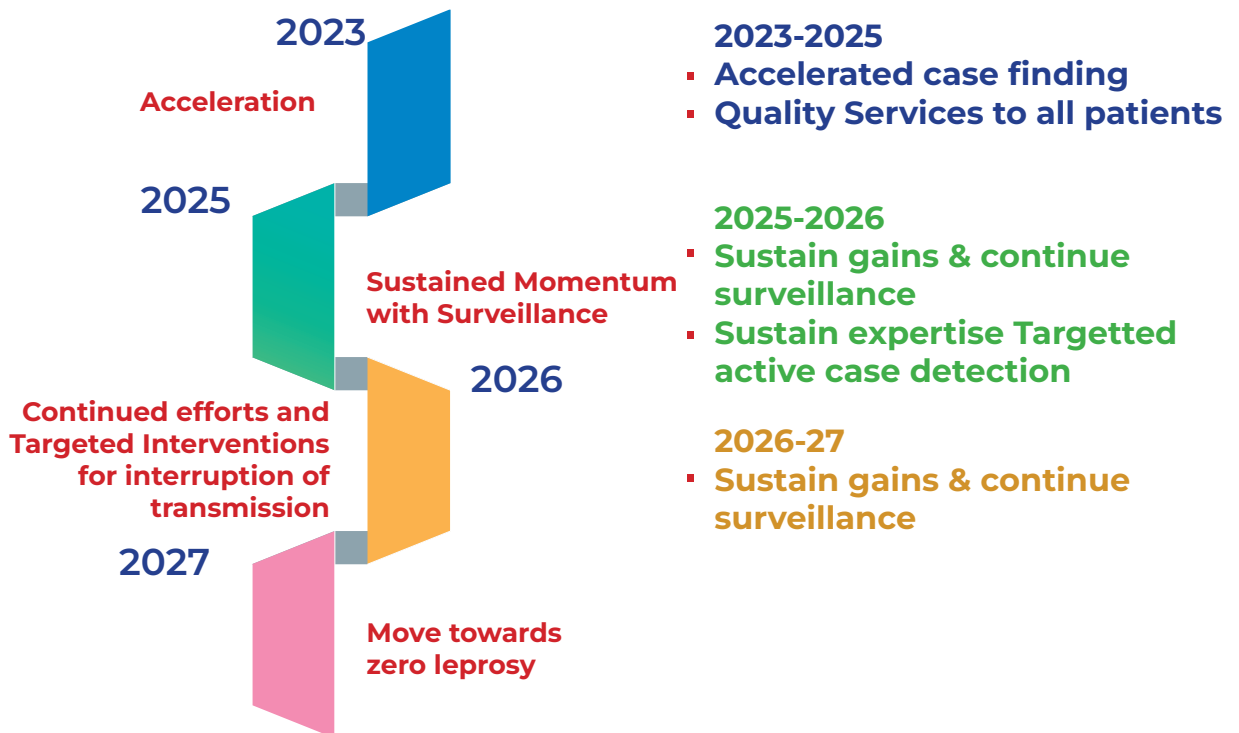 2023
Acceleration
2025
Sustained Momentum
with Surveillance
2026
Continued efforts and
Targeted Interventions
for interruption of
transmission
2027
Move towards
zero leprosy
2023-2025
Accelerated case finding
Quality Services to all patients
2025-2026
Sustain gains & continue
surveillance
Sustain expertise Targetted
active case detection
2026-27
Sustain gains & continue
surveillance